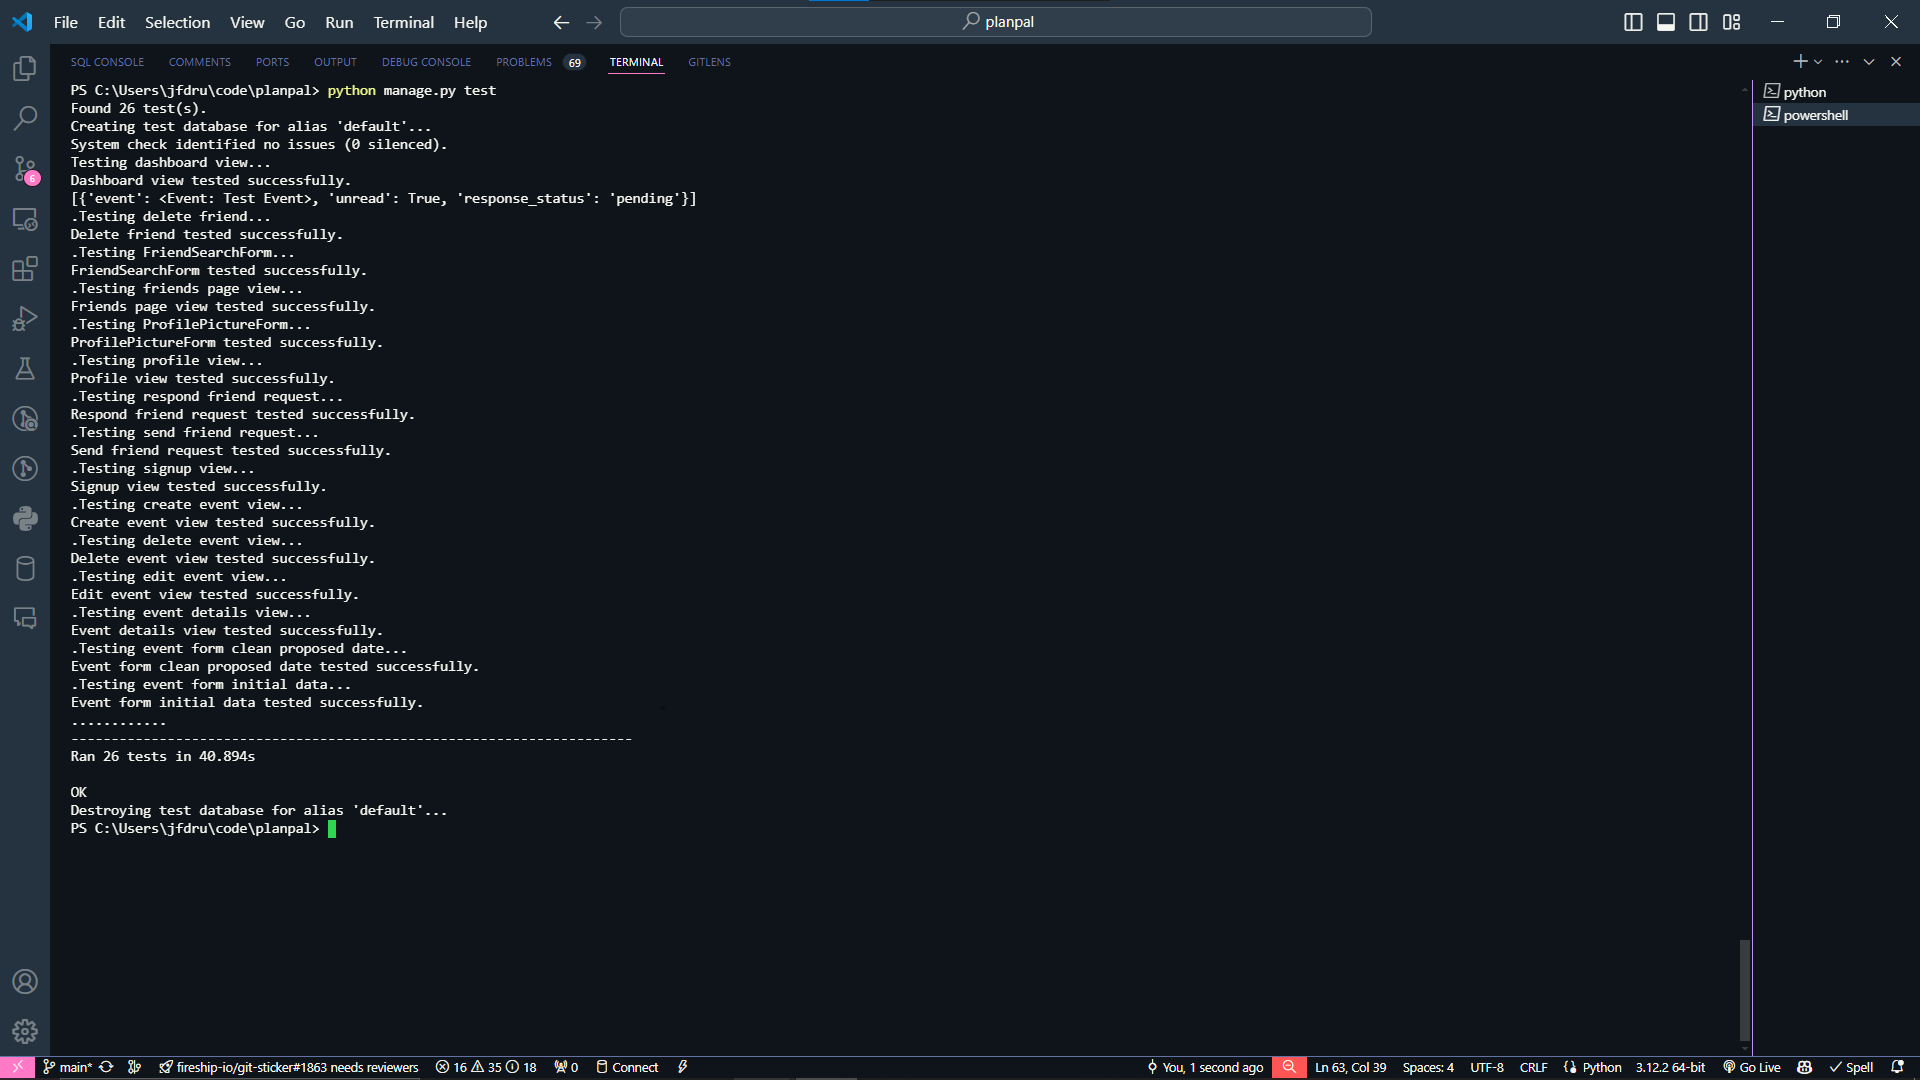 File Edit Selection View Go Run Terminal Help
planpal
SQL CONSOLE COMMENTS PORTS OUTPUT DEBUG CONSOLE PROBLEMS 69 TERMINAL GITLENS
python
powershell
6
PS C:\Users\jfdru\code\planpal> python manage.py test
Found 26 test(s).
Creating test database for alias 'default'...
System check identified no issues (0 silenced).
Testing dashboard view...
Dashboard view tested successfully.
[{'event': <Event: Test Event>, 'unread': True, 'response_status': 'pending'}]
.Testing delete friend...
Delete friend tested successfully.
.Testing FriendSearchForm...
FriendSearchForm tested successfully.
.Testing friends page view...
Friends page view tested successfully.
.Testing ProfilePictureForm...
ProfilePictureForm tested successfully.
.Testing profile view...
Profile view tested successfully.
.Testing respond friend request...
Respond friend request tested successfully.
.Testing send friend request...
Send friend request tested successfully.
.Testing signup view...
Signup view tested successfully.
.Testing create event view...
Create event view tested successfully.
.Testing delete event view...
Delete event view tested successfully.
.Testing edit event view...
Edit event view tested successfully.
.Testing event details view...
Event details view tested successfully.
.Testing event form clean proposed date...
Event form clean proposed date tested successfully.
.Testing event form initial data...
Event form initial data tested successfully.
............
----------------------------------------------------------------------
Ran 26 tests in 40.894s
OK
Destroying test database for alias 'default'...
PS C:\Users\jfdru\code\planpal>
main* fireship-io/git-sticker#1863 needs reviewers 16 35 18 0 Connect You, 1 second ago Ln 63, Col 39 Spaces: 4 UTF-8 CRLF Python 3.12.2 64-bit Go Live Spell